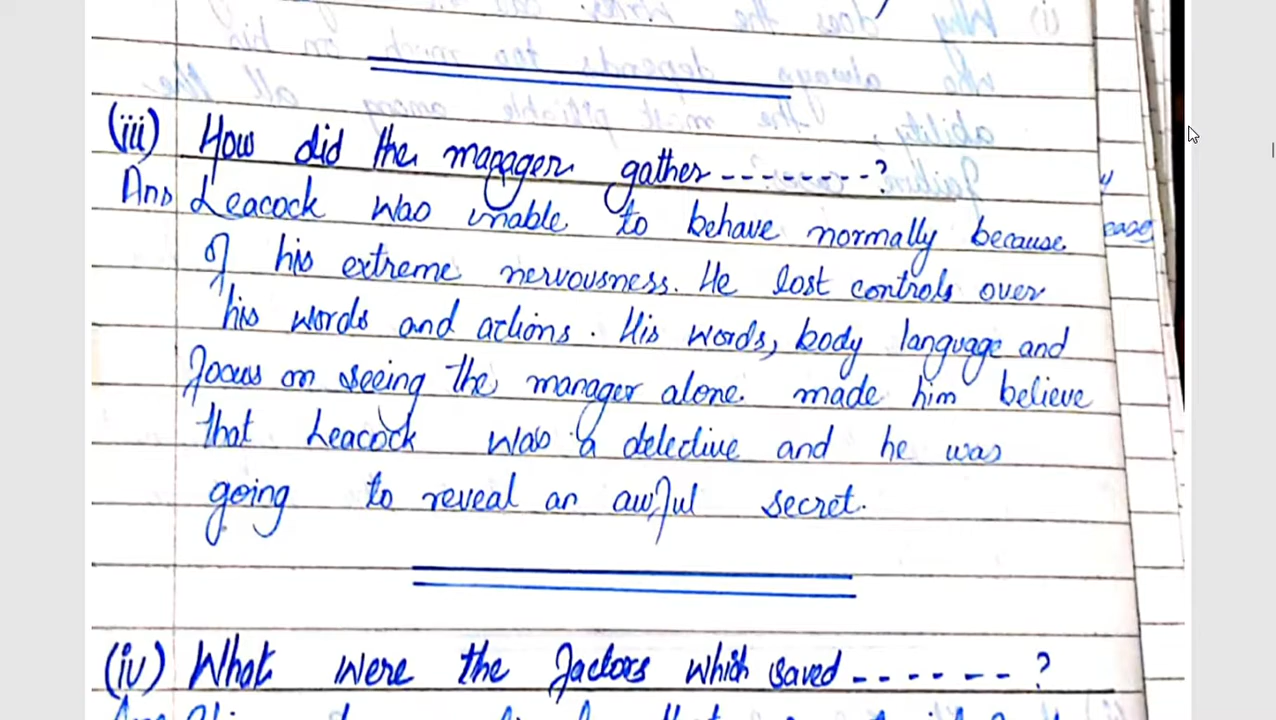 (iii) How did the manager gather --------?
Ans Leacock was unable to behave normally because
of his extreme nervousness. He lost controls over
his words and actions. His words, body language and
focus on seeing the manager alone. made him believe
that Leacock was a detective and he was
going to reveal an awful secret.
(iv) What were the factors which saved ------?